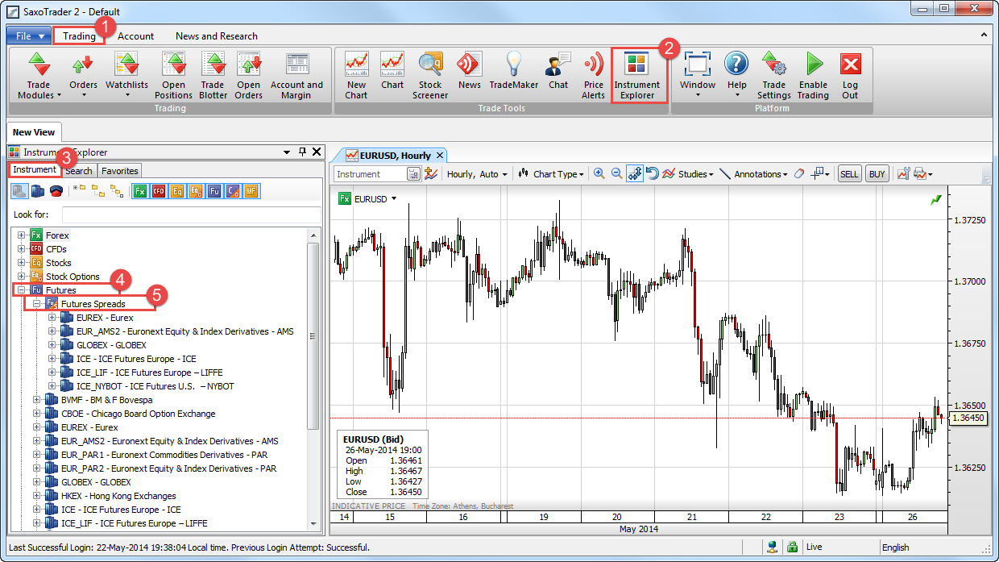 SaxoTrader 2 - Default
File Trading 1 Account News and Research
2
Trade Modules
Orders
Watchlists
Open Positions
Trade Blotter
Open Orders
Account and Margin
New Chart
Chart
Stock Screener
News
TradeMaker
Chat
Price Alerts
Instrument Explorer
Window
Help
Trade Settings
Enable Trading
Log Out
Trading Trade Tools Platform
New View
Instrum Explorer
3
Instrument Search Favorites
Fx CFD Eq Eq Fu C MF
Look for:
Fx Forex
CFD CFDs
Eq Stocks
Eq Stock Options
4
Fu Futures
5
Fu Futures Spreads
EUREX - Eurex
EUR_AMS2 - Euronext Equity & Index Derivatives - AMS
GLOBEX - GLOBEX
ICE - ICE Futures Europe - ICE
ICE_LIF - ICE Futures Europe – LIFFE
ICE_NYBOT - ICE Futures U.S. – NYBOT
BVMF - BM & F Bovespa
CBOE - Chicago Board Option Exchange
EUREX - Eurex
EUR_AMS2 - Euronext Equity & Index Derivatives - AMS
EUR_PAR1 - Euronext Commodities Derivatives - PAR
EUR_PAR2 - Euronext Equity & Index Derivatives - PAR
GLOBEX - GLOBEX
HKEX - Hong Kong Exchanges
ICE - ICE Futures Europe - ICE
ICE_LIF - ICE Futures Europe – LIFFE
EURUSD, Hourly
Instrument Hourly, Auto Chart Type Studies Annotations SELL BUY
Fx EURUSD
1.37250
1.37000
1.36750
1.36500
1.36450
1.36250
EURUSD (Bid)
26-May-2014 19:00
Open 1.36461
High 1.36467
Low 1.36427
Close 1.36450
INDICATIVE PRICE Time Zone: Athens, Bucharest
14 15 16 19 20 21 22 23 26
May 2014
Last Successful Login: 22-May-2014 19:38:04 Local time. Previous Login Attempt: Successful. Live English